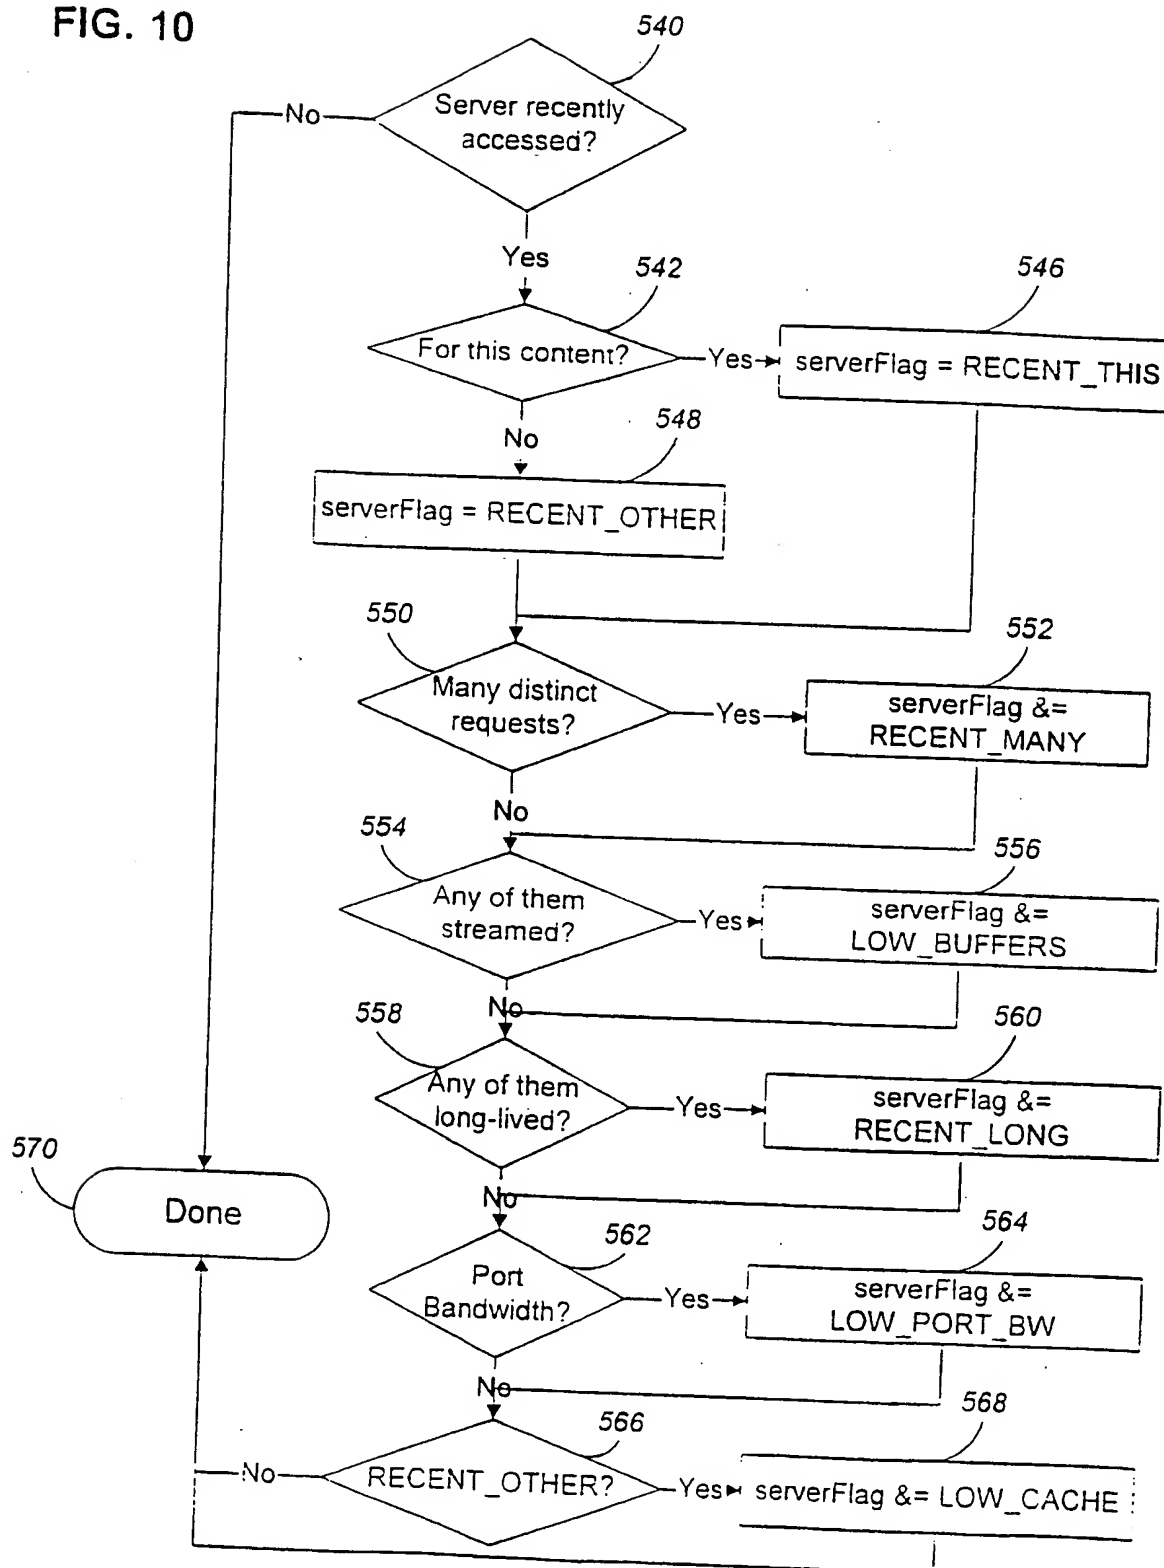 FIG. 10
540
Server recently
accessed?
No
Yes
542
For this content?
Yes
546
serverFlag = RECENT_THIS
No
548
serverFlag = RECENT_OTHER
550
Many distinct
requests?
Yes
552
serverFlag &=
RECENT_MANY
No
554
Any of them
streamed?
Yes
556
serverFlag &=
LOW_BUFFERS
No
558
Any of them
long-lived?
Yes
560
serverFlag &=
RECENT_LONG
570
Done
No
562
Port
Bandwidth?
Yes
564
serverFlag &=
LOW_PORT_BW
No
566
RECENT_OTHER?
No
Yes
568
serverFlag &= LOW_CACHE